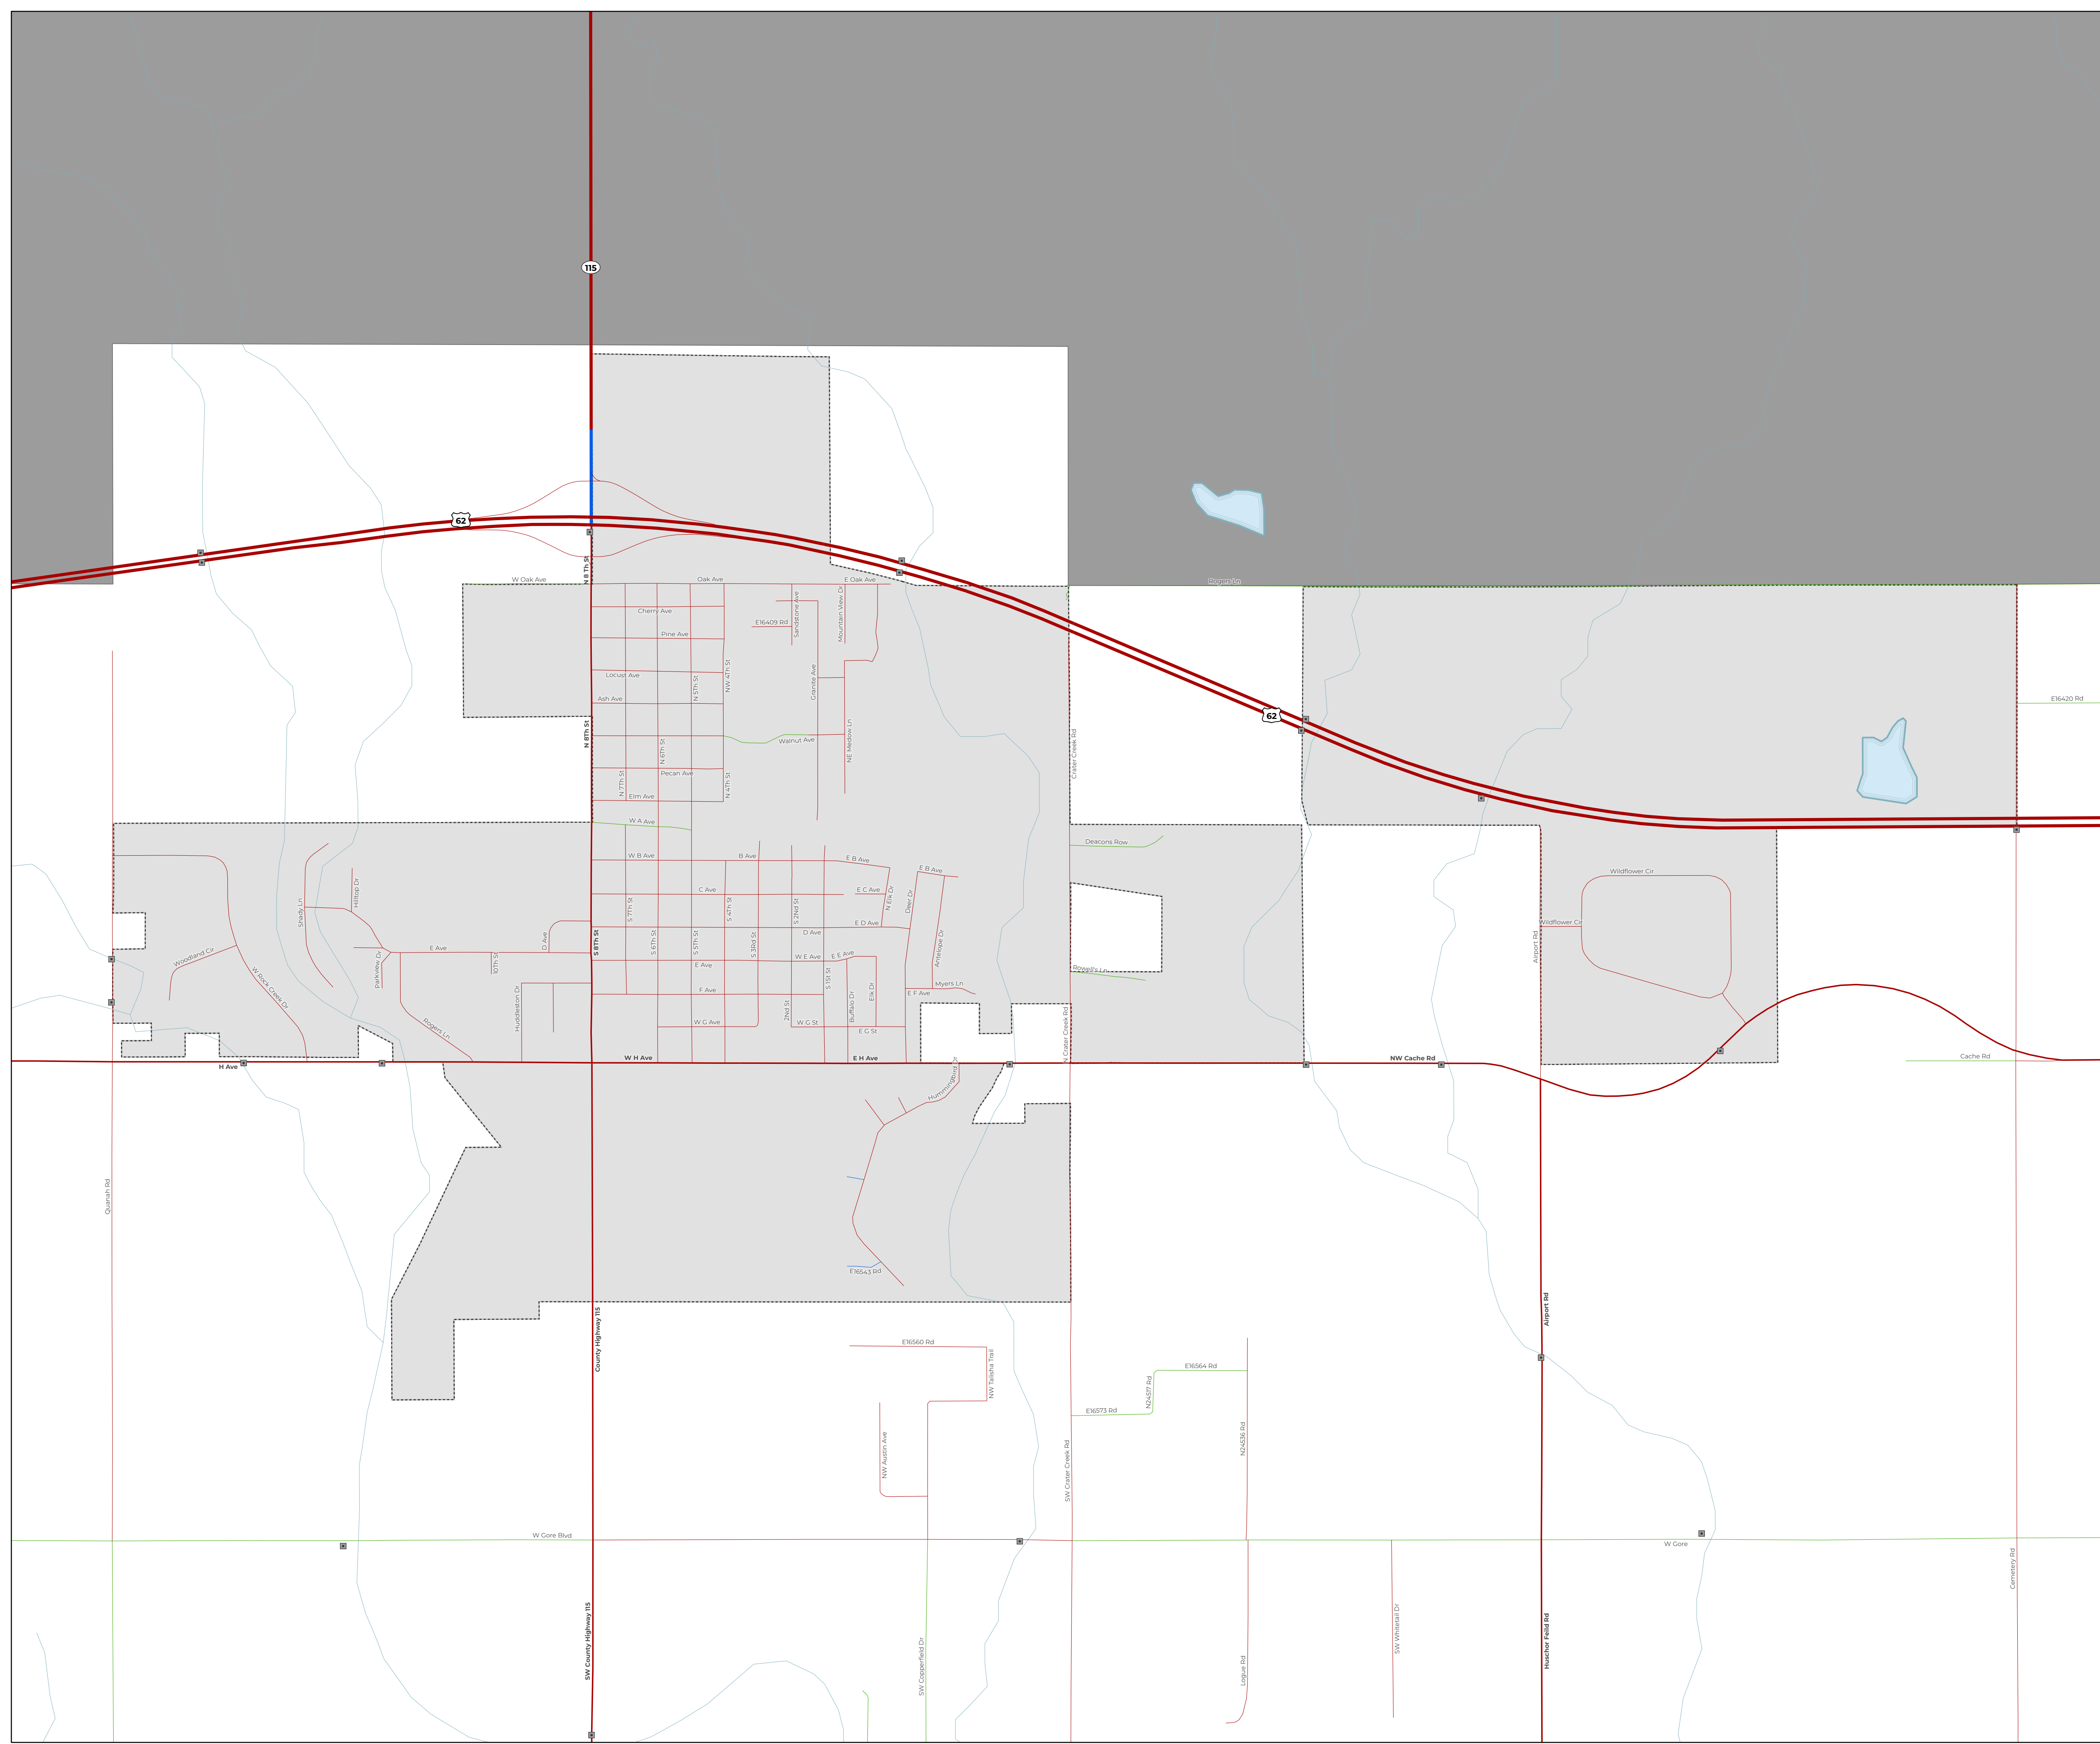 115
62
N 8 Th St
W Oak Ave
Oak Ave
E Oak Ave
Rogers Ln
Cherry Ave
Sandstone Ave
Mountain View Dr
E16409 Rd
Pine Ave
Locust Ave
N 5Th St
NW 4Th St
Granite Ave
Ash Ave
E16420 Rd
62
N 8Th St
N 6Th St
Walnut Ave
NE Medow Ln
Crater Creek Rd
Pecan Ave
N 7Th St
N 4Th St
Elm Ave
W A Ave
Deacons Row
W B Ave
B Ave
E B Ave
E B Ave
Wildflower Cir
Hilltop Dr
C Ave
E C Ave
N Elk Dr
Deer Dr
Shady Ln
S 7Th St
S 4Th St
S 2Nd St
E D Ave
Wildflower Cir
D Ave
D Ave
S 8Th St
S 6Th St
S 5Th St
S 3Rd St
Antelope Dr
Airport Rd
E Ave
Woodland Cir
Parkview Dr
10Th St
E Ave
W E Ave
E E Ave
Rowell's Ln
W Rock Creek Dr
S 1St St
Myers Ln
F Ave
Elk Dr
E F Ave
Huddleston Dr
2Nd St
Buffalo Dr
Rogers Ln
W G Ave
W G St
E G St
N Crater Creek Rd
H Ave
W H Ave
E H Ave
NW Cache Rd
Cache Rd
Hummingbird Dr
Quanah Rd
E16543 Rd
County Highway 115
Airport Rd
E16560 Rd
NW Talisha Trail
E16564 Rd
N24517 Rd
E16573 Rd
NW Austin Ave
SW Crater Creek Rd
N24536 Rd
W Gore Blvd
W Gore
Cemetery Rd
SW County Highway 115
SW Copperfield Dr
Logue Rd
SW Whitetail Dr
Huschor Feild Rd